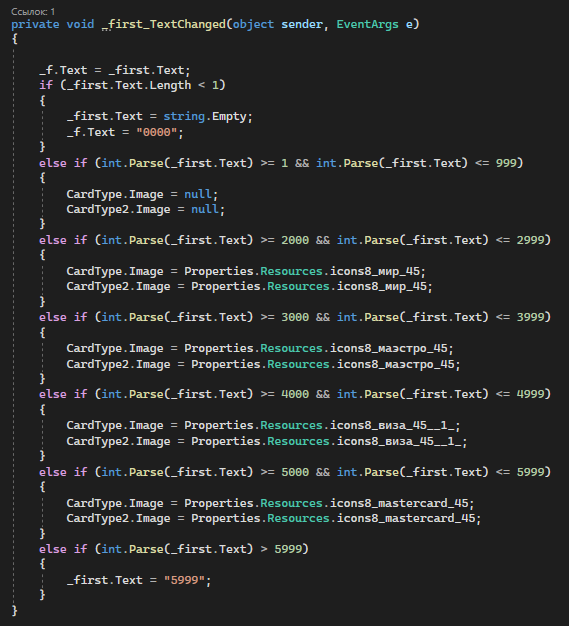 Ссылок: 1
private void _first_TextChanged(object sender, EventArgs e)
{
_f.Text = _first.Text;
if (_first.Text.Length < 1)
{
_first.Text = string.Empty;
_f.Text = "0000";
}
else if (int.Parse(_first.Text) >= 1 && int.Parse(_first.Text) <= 999)
{
CardType.Image = null;
CardType2.Image = null;
}
else if (int.Parse(_first.Text) >= 2000 && int.Parse(_first.Text) <= 2999)
{
CardType.Image = Properties.Resources.icons8_мир_45;
CardType2.Image = Properties.Resources.icons8_мир_45;
}
else if (int.Parse(_first.Text) >= 3000 && int.Parse(_first.Text) <= 3999)
{
CardType.Image = Properties.Resources.icons8_маэстро_45;
CardType2.Image = Properties.Resources.icons8_маэстро_45;
}
else if (int.Parse(_first.Text) >= 4000 && int.Parse(_first.Text) <= 4999)
{
CardType.Image = Properties.Resources.icons8_виза_45__1_;
CardType2.Image = Properties.Resources.icons8_виза_45__1_;
}
else if (int.Parse(_first.Text) >= 5000 && int.Parse(_first.Text) <= 5999)
{
CardType.Image = Properties.Resources.icons8_mastercard_45;
CardType2.Image = Properties.Resources.icons8_mastercard_45;
}
else if (int.Parse(_first.Text) > 5999)
{
_first.Text = "5999";
}
}